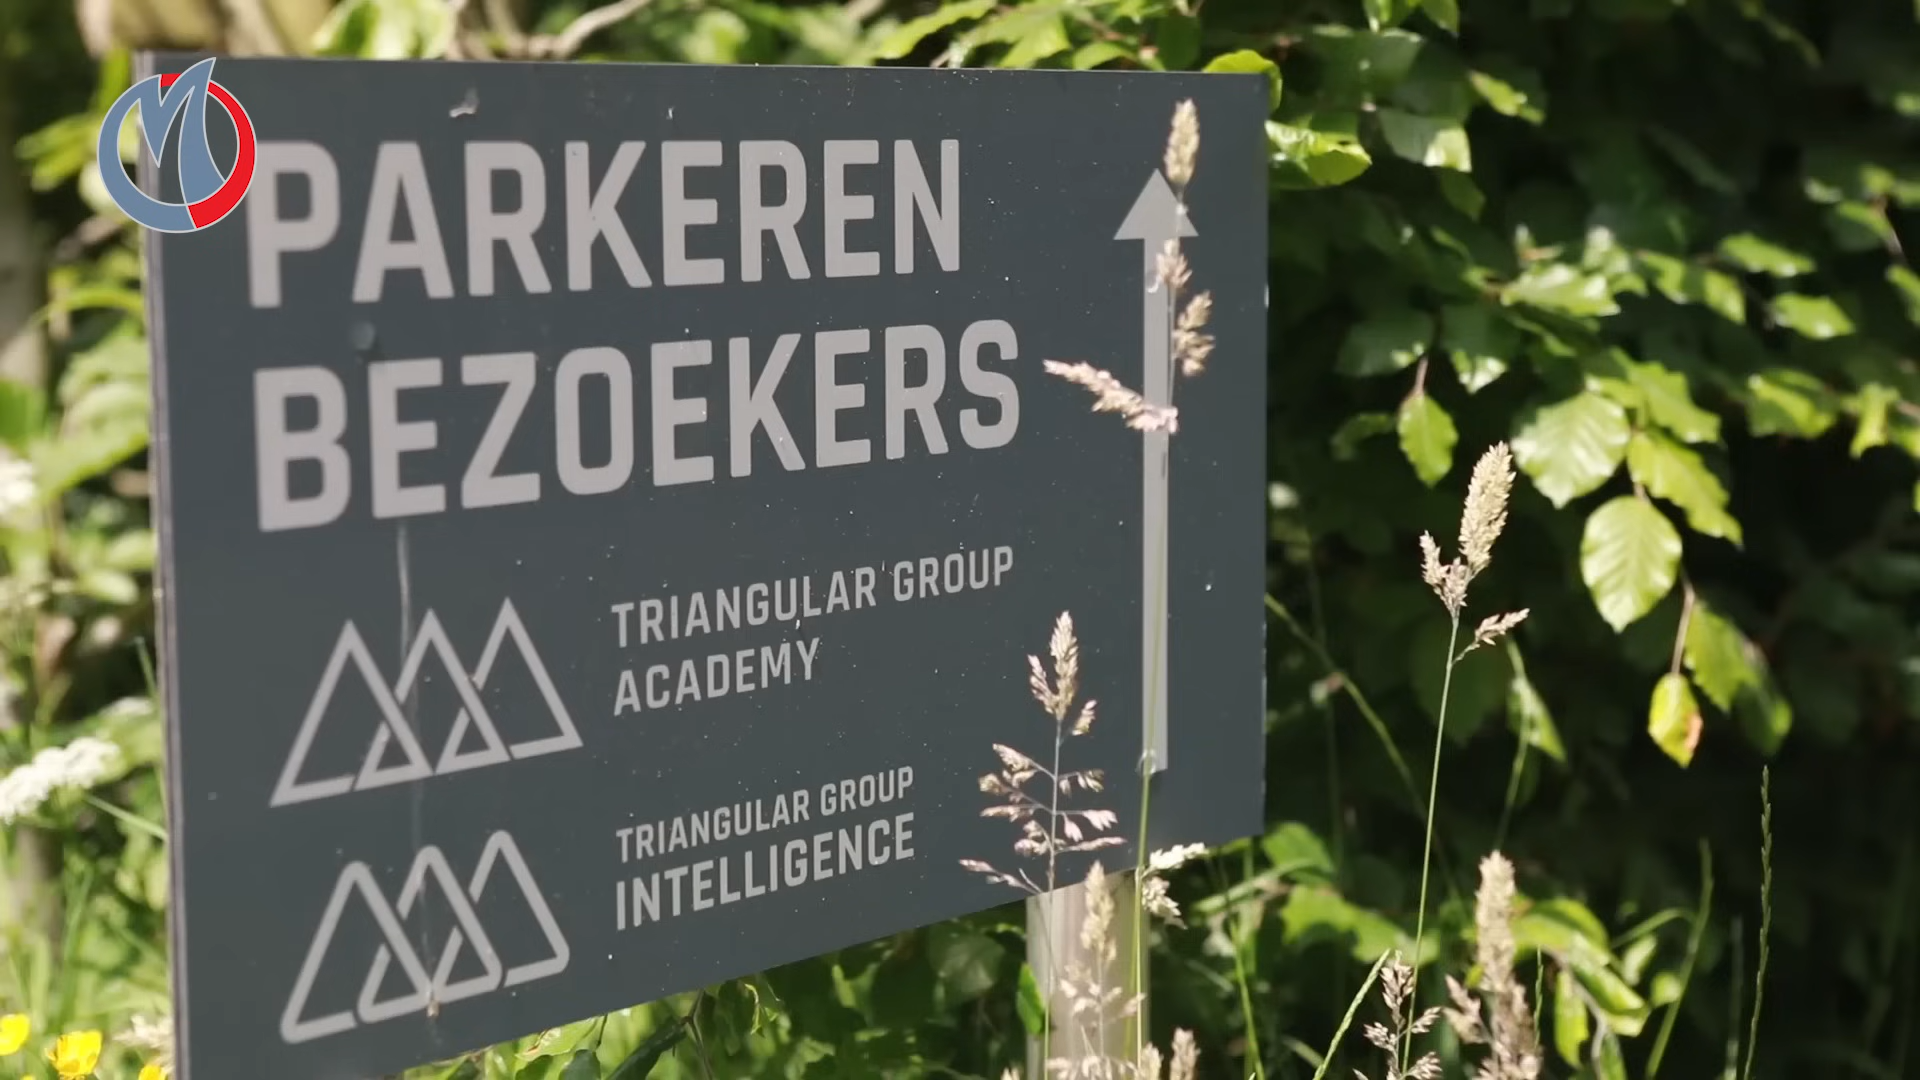 PARKEREN
BEZOEKERS
TRIANGULAR GROUP
ACADEMY
TRIANGULAR GROUP
INTELLIGENCE